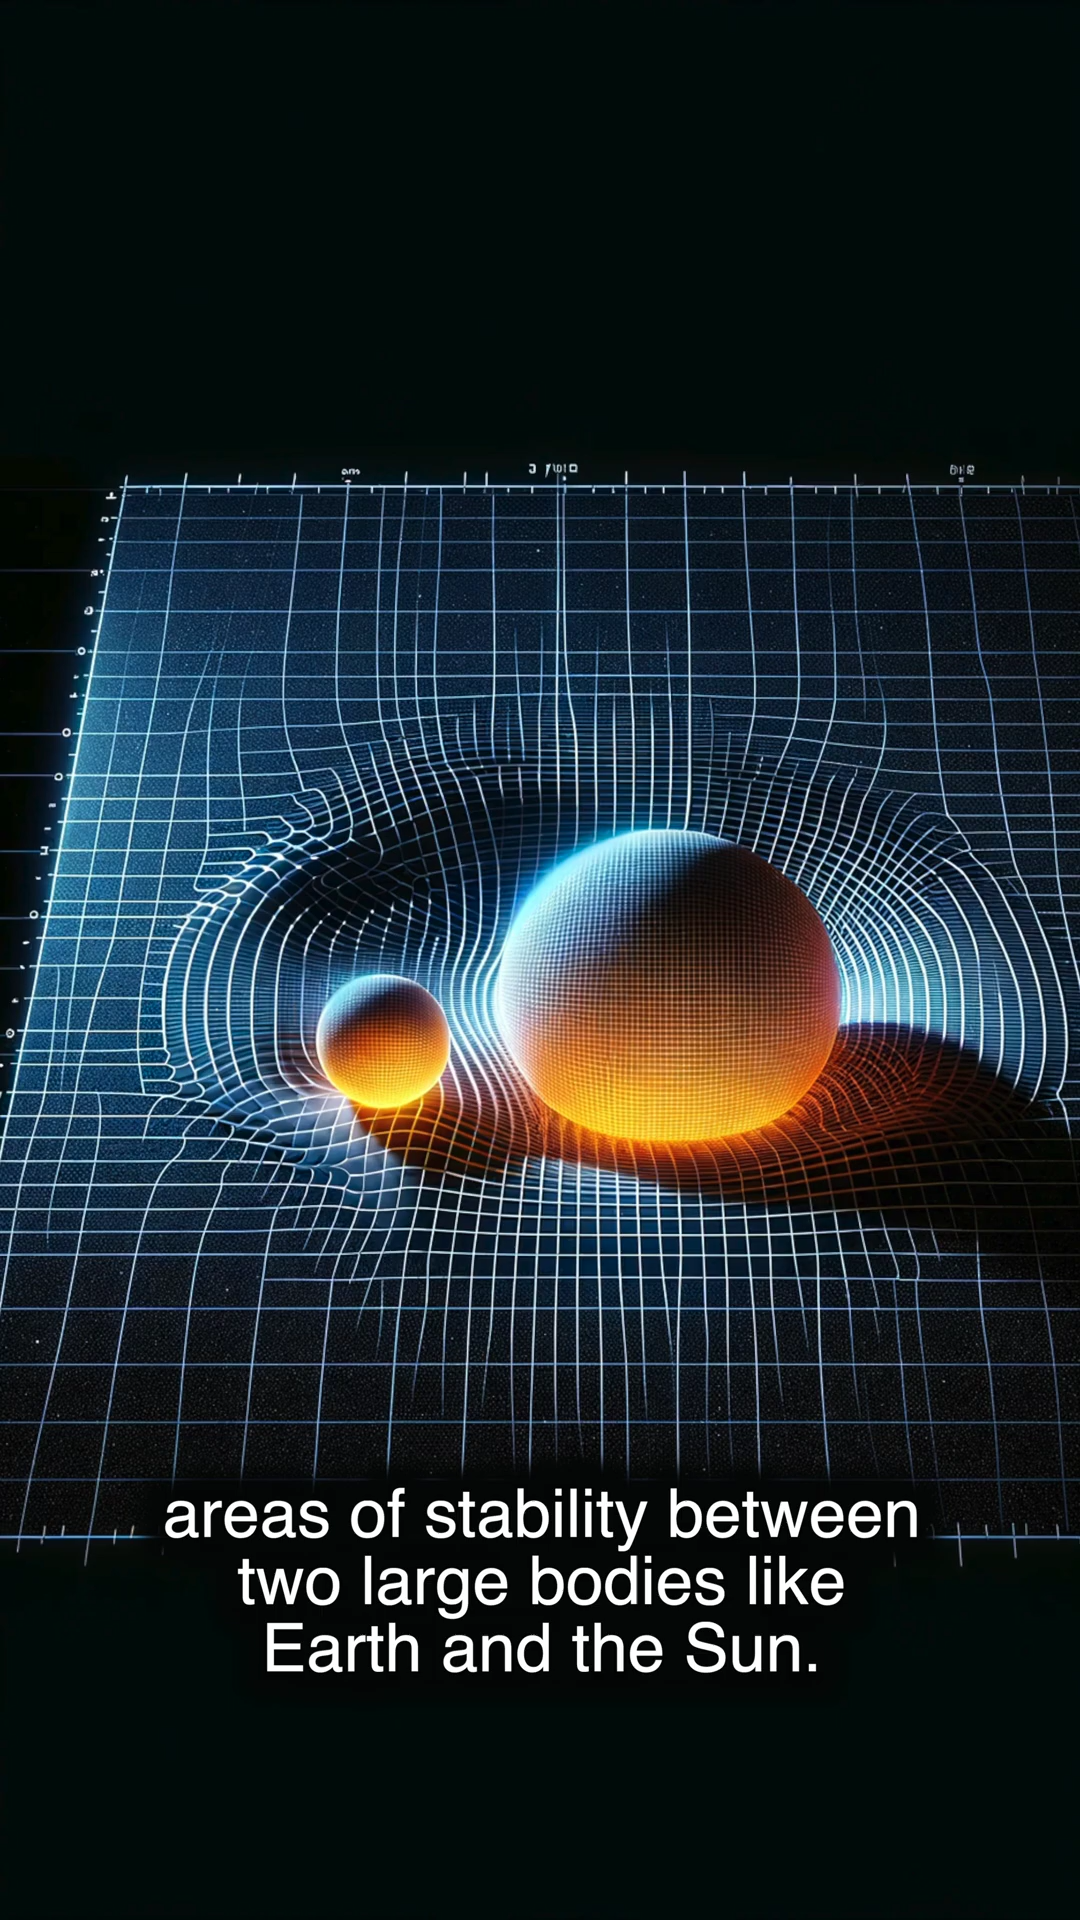 areas of stability between
two large bodies like
Earth and the Sun.